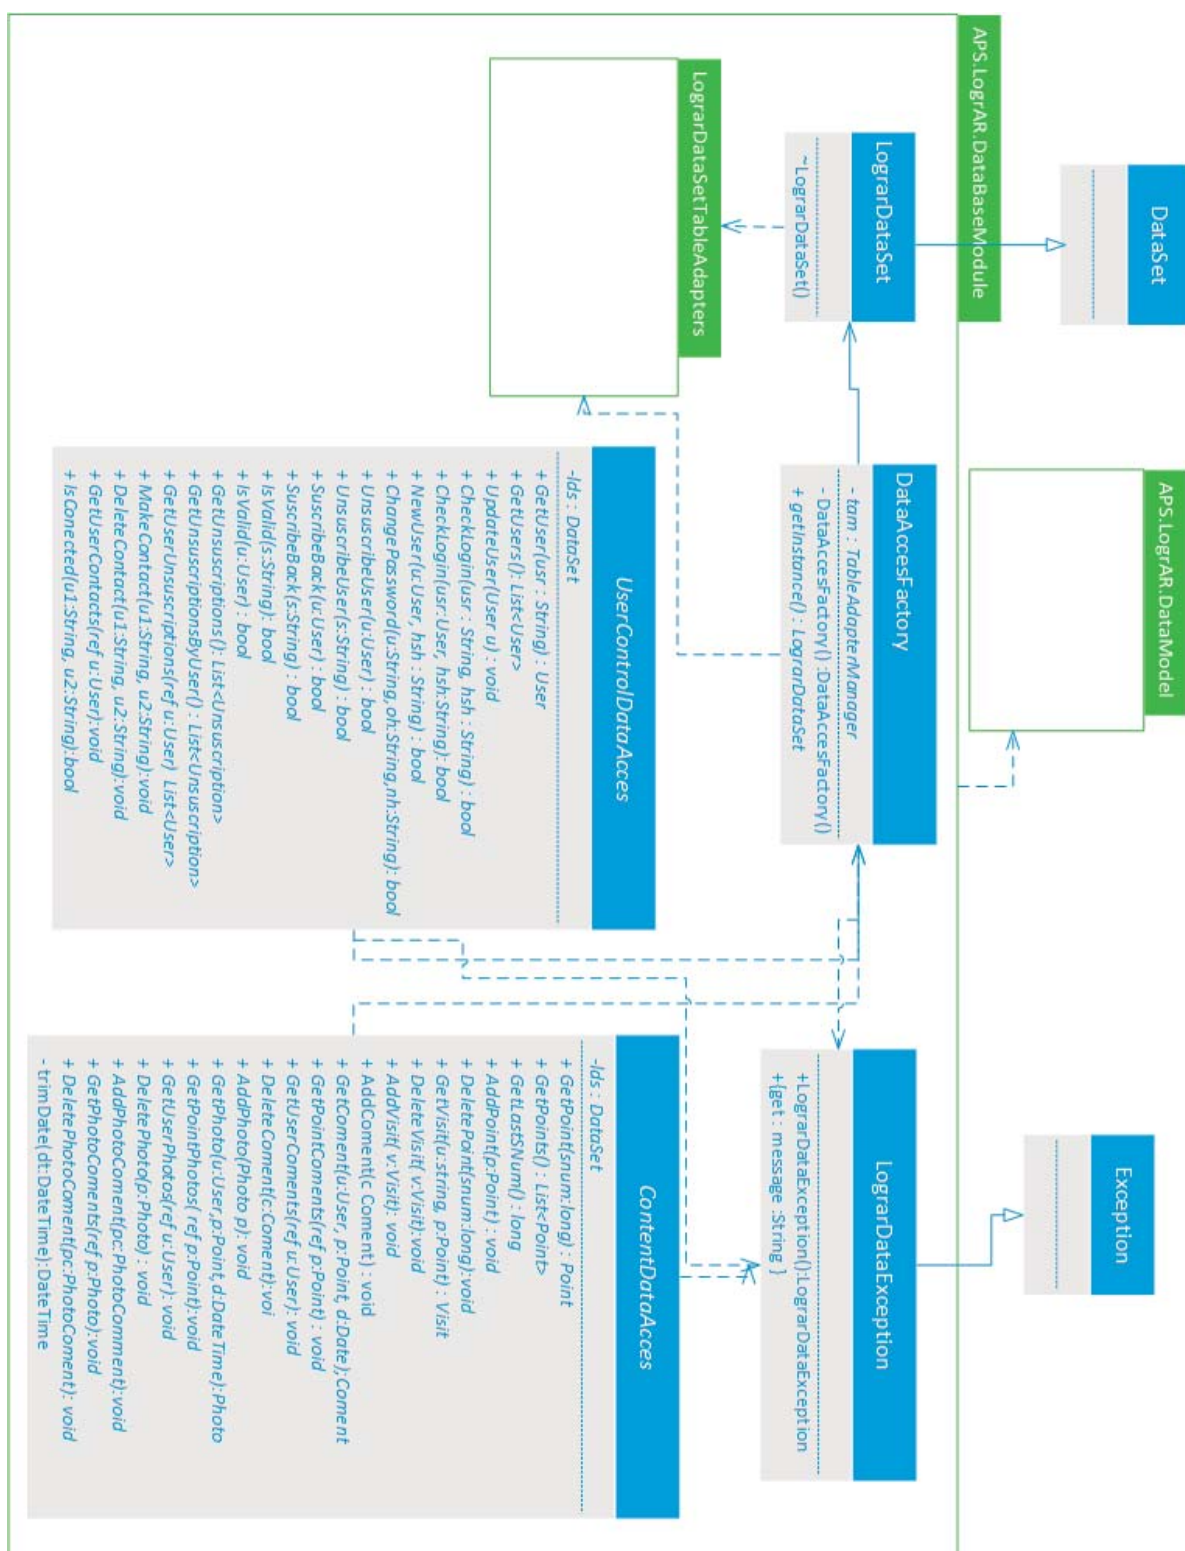 DataSet
APS.LogrAR.DataModel
Exception
APS.LogrAR.DataBaseModule
LograrDataSet
~LograrDataSet()
DataAccesFactory
- tam : TableAdapterManager
- DataAccesFactory() :DataAccesFactory()
+ getInstance() : LograrDataSet
LograrDataException
+LograrDataException():LograrDataException
+{get : message :String }
LograrDataSetTableAdapters
UserControlDataAcces
-lds : DataSet
+ GetUser(usr : String) : User
+ GetUsers(): List<User>
+ UpdateUser(User u) : void
+ CheckLogin(usr : String, hsh : String) : bool
+ CheckLogin(usr:User, hsh:String): bool
+ NewUser(u:User, hsh : String) : bool
+ ChangePassword(u:String,oh:String,nh:String): bool
+ UnsuscribeUser(u:User) : bool
+ UnsuscribeUser(s:String) : bool
+ SuscribeBack(u:User) : bool
+ SuscribeBack(s:String) : bool
+ IsValid(s:String): bool
+ IsValid(u:User) : bool
+ GetUnsuscriptions(): List<Unsuscription>
+ GetUnsuscriptionsByUser() : List<Unsuscription>
+ GetUserUnsuscriptions(ref u:User) List<User>
+ MakeContact(u1:String, u2:String):void
+ DeleteContact(u1:String, u2:String):void
+ GetUserContacts(ref u:User):void
+ IsConected(u1:String, u2:String):bool
ContentDataAcces
-lds : DataSet
+ GetPoint(snum:long) : Point
+ GetPoints() : List<Point>
+ GetLastSNum() : long
+ AddPoint(p:Point) : void
+ DeletePoint(snum:long):void
+ GetVisit(u:string, p:Point) : Visit
+ DeleteVisit( v:Visit):void
+ AddVisit( v:Visit): void
+ AddComent(c Coment) : void
+ GetComent(u:User, p:Point, d:Date);Coment
+ GetPointComents(ref p:Point) : void
+ GetUserComents(ref u:User): void
+ DeleteComent(c:Coment):voi
+ AddPhoto(Photo p): void
+ GetPhoto(u:User,p:Point,d:DateTime):Photo
+ GetPointPhotos( ref p:Point):void
+ GetUserPhotos(ref u:User): void
+ DeletePhoto(p:Photo) : void
+ AddPhotoComent(pc:PhotoComment):void
+ GetPhotoComents(ref p:Photo):void
+ DeletePhotoComent(pc:PhotoComent): void
- trimDate(dt:DateTime):DateTime